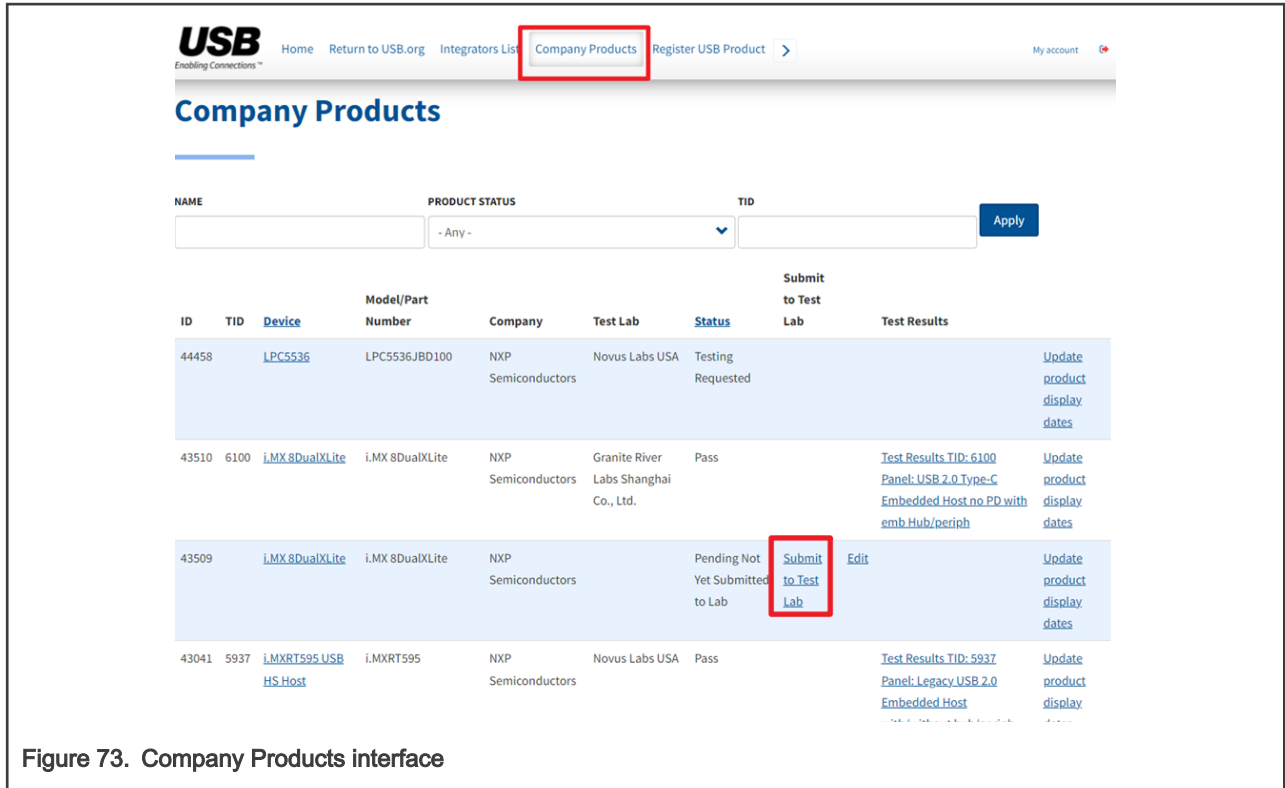 USB
Enabling Connections™
Home Return to USB.org Integrators List Company Products Register USB Product My account
Company Products
NAME PRODUCT STATUS TID
- Any -
Apply
Submit
to Test
Lab
Model/Part
Number
ID TID Device Company Test Lab Status Test Results
44458 LPC5536 LPC5536JBD100 NXP Novus Labs USA Testing Update
Semiconductors Requested product
display
dates
43510 6100 i.MX 8DualXLite i.MX 8DualXLite NXP Granite River Pass Test Results TID: 6100 Update
Semiconductors Labs Shanghai Panel: USB 2.0 Type-C product
Co., Ltd. Embedded Host no PD with display
emb Hub/periph dates
43509 i.MX 8DualXLite i.MX 8DualXLite NXP Pending Not Submit Edit Update
Semiconductors Yet Submitted to Test product
to Lab Lab display
dates
43041 5937 i.MXRT595 USB i.MXRT595 NXP Novus Labs USA Pass Test Results TID: 5937 Update
HS Host Semiconductors Panel: Legacy USB 2.0 product
Embedded Host display
Figure 73. Company Products interface